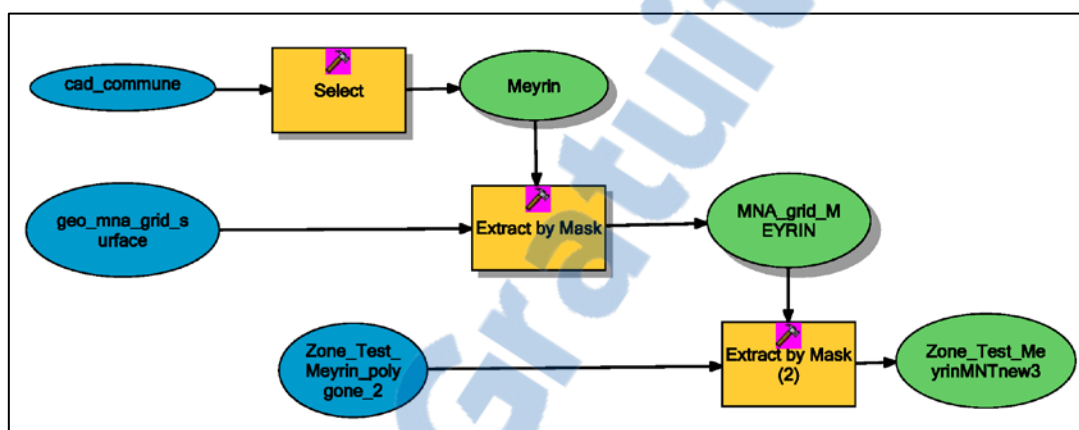 cad_commune
Select
Meyrin
geo_mna_grid_s
urface
Extract by Mask
MNA_grid_M
EYRIN
Zone_Test_
Meyrin_poly
gone_2
Extract by Mask
(2)
Zone_Test_Me
yrinMNTnew3
Gratuit